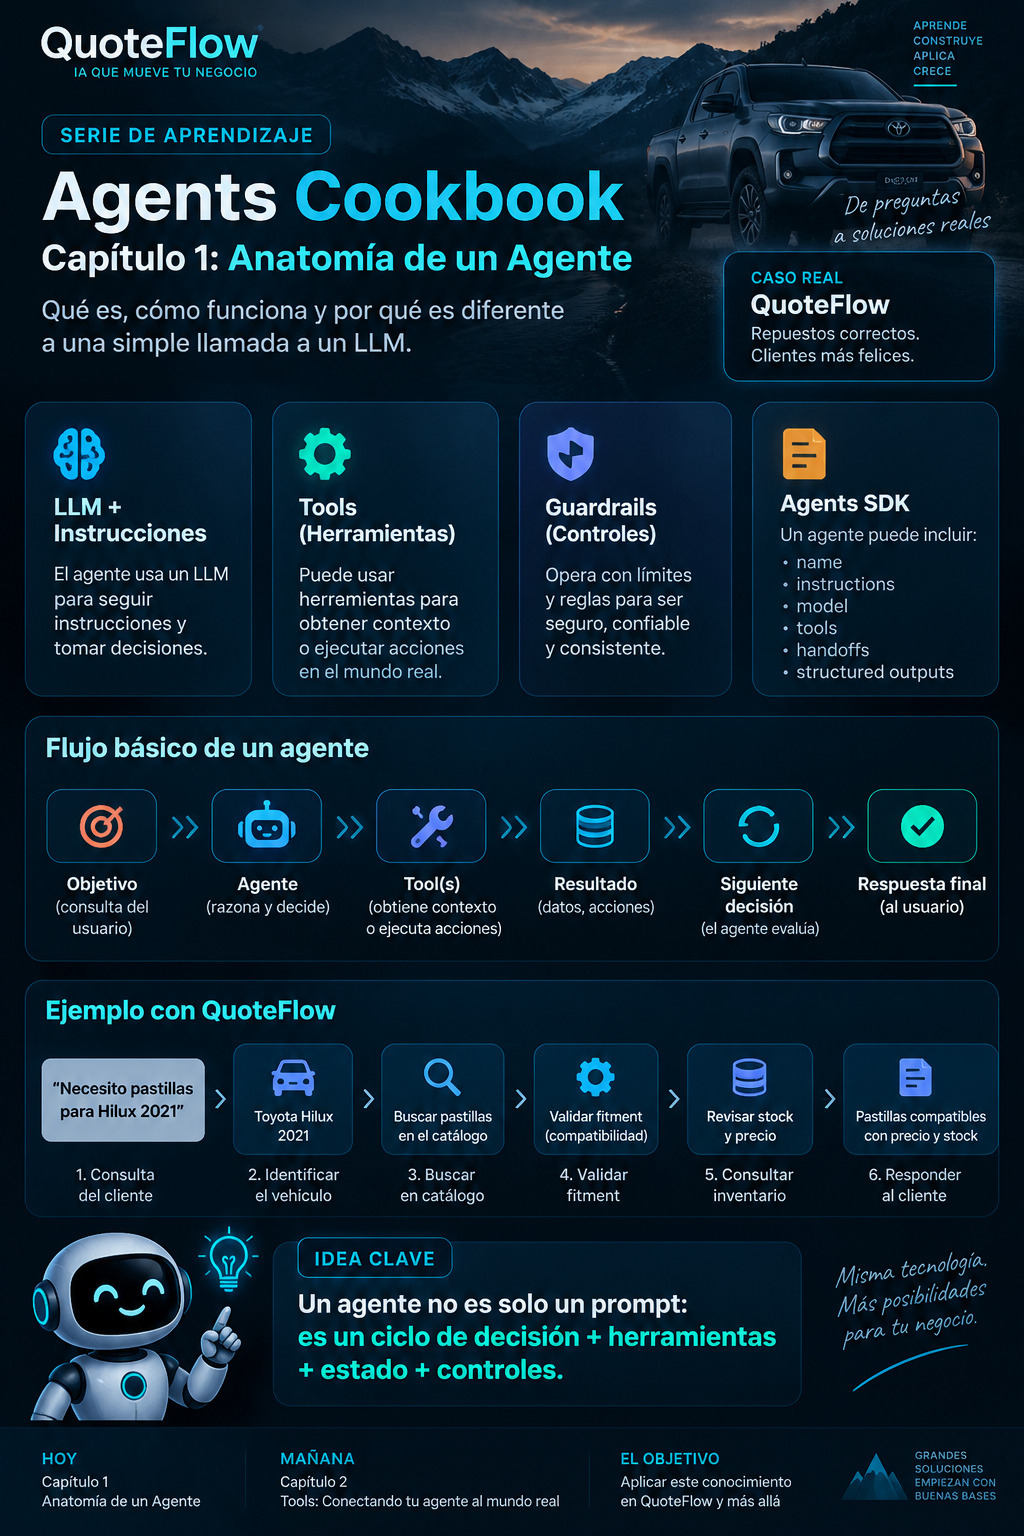 QuoteFlow
IA QUE MUEVE TU NEGOCIO
APRENDE
CONSTRUYE
APLICA
CRECE
SERIE DE APRENDIZAJE
Agents Cookbook
Capítulo 1: Anatomía de un Agente
Qué es, cómo funciona y por qué es diferente
a una simple llamada a un LLM.
De preguntas
a soluciones reales
CASO REAL
QuoteFlow
Repuestos correctos.
Clientes más felices.
LLM +
Instrucciones
El agente usa un LLM
para seguir
instrucciones y
tomar decisiones.
Tools
(Herramientas)
Puede usar
herramientas para
obtener contexto
o ejecutar acciones
en el mundo real.
Guardrails
(Controles)
Opera con límites
y reglas para ser
seguro, confiable
y consistente.
Agents SDK
Un agente puede incluir:
• name
• instructions
• model
• tools
• handoffs
• structured outputs
Flujo básico de un agente
Objetivo
(consulta del
usuario)
Agente
(razona y decide)
Tool(s)
(obtiene contexto
o ejecuta acciones)
Resultado
(datos, acciones)
Siguiente
decisión
(el agente evalúa)
Respuesta final
(al usuario)
Ejemplo con QuoteFlow
"Necesito pastillas
para Hilux 2021"
1. Consulta
del cliente
Toyota Hilux
2021
2. Identificar
el vehículo
Buscar pastillas
en el catálogo
3. Buscar
en catálogo
Validar fitment
(compatibilidad)
4. Validar
fitment
Revisar stock
y precio
5. Consultar
inventario
Pastillas compatibles
con precio y stock
6. Responder
al cliente
IDEA CLAVE
Un agente no es solo un prompt:
es un ciclo de decisión + herramientas
+ estado + controles.
Misma tecnología.
Más posibilidades
para tu negocio.
HOY
Capítulo 1
Anatomía de un Agente
MAÑANA
Capítulo 2
Tools: Conectando tu agente al mundo real
EL OBJETIVO
Aplicar este conocimiento
en QuoteFlow y más allá
GRANDES
SOLUCIONES
EMPIEZAN CON
BUENAS BASES